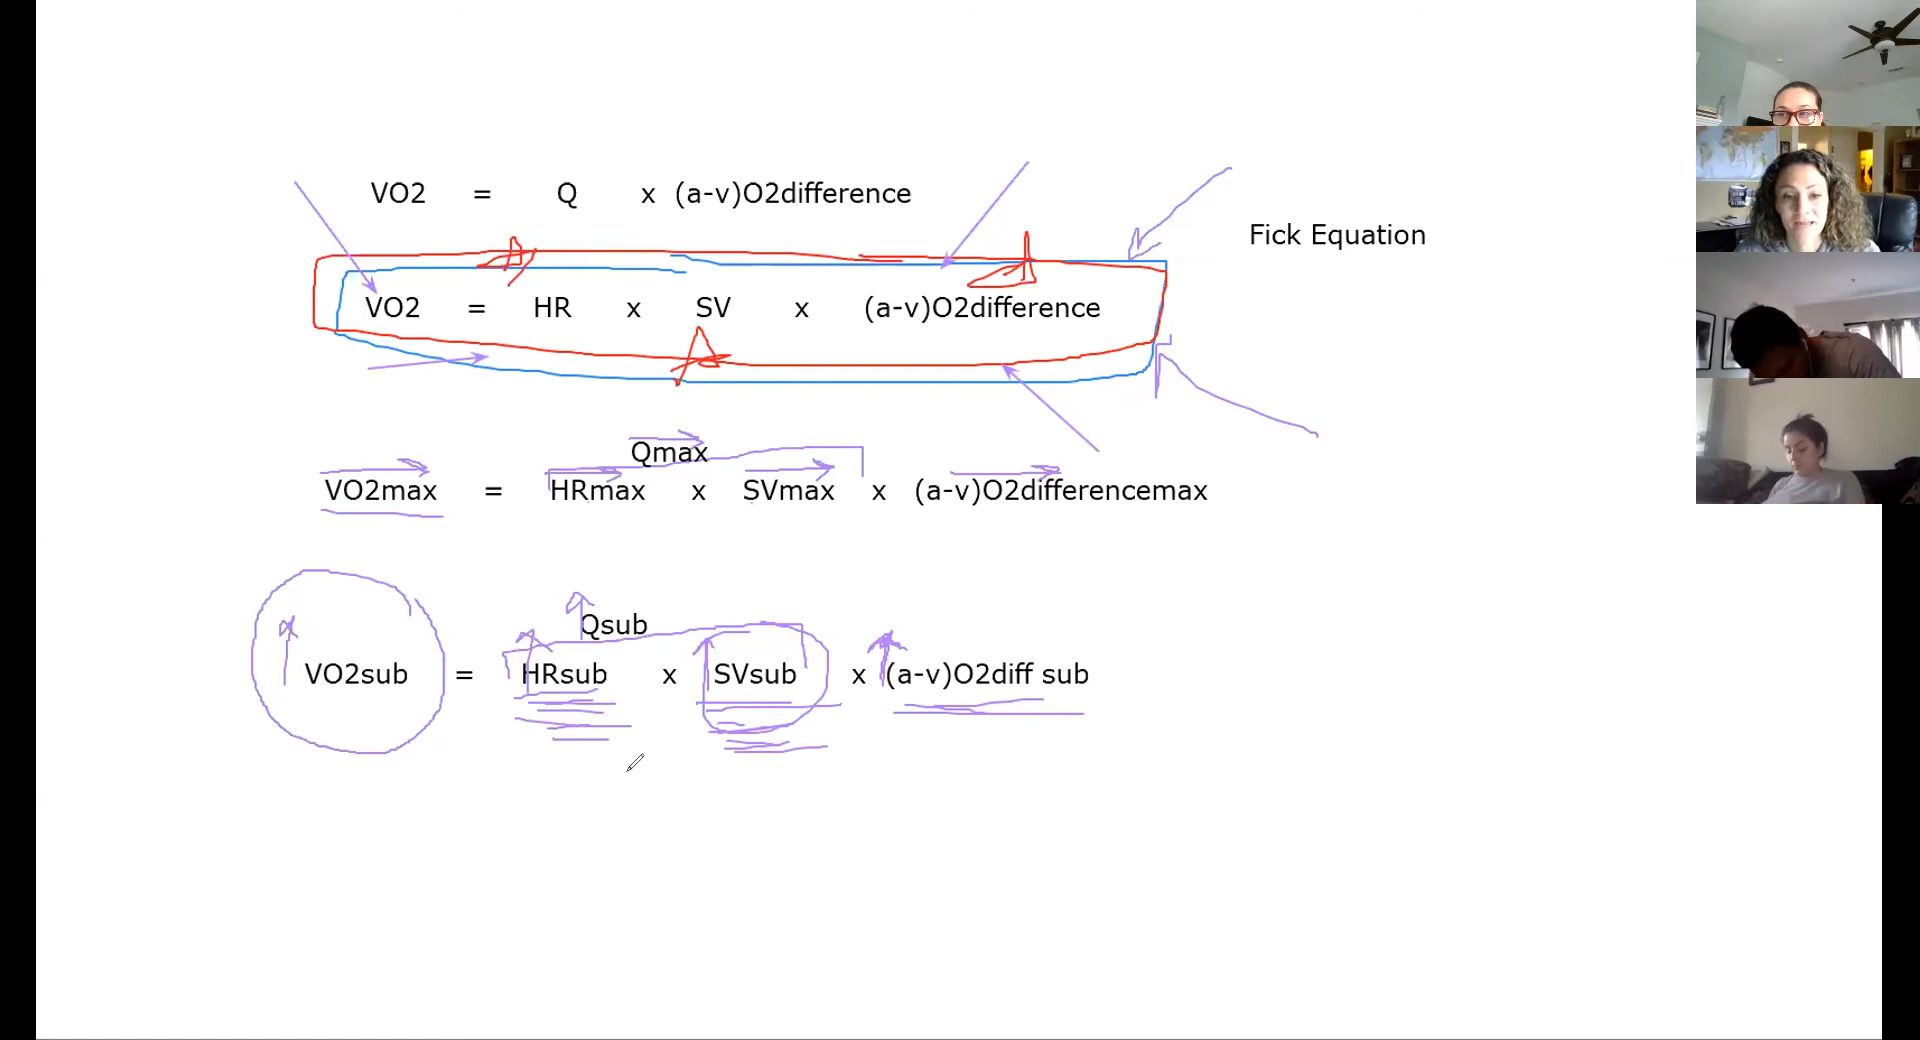 VO2 = Q x (a-v)O2difference
Fick Equation
VO2 = HR x SV x (a-v)O2difference
Qmax
VO2max = HRmax x SVmax x (a-v)O2differencemax
Qsub
VO2sub = HRsub x SVsub x (a-v)O2diff sub